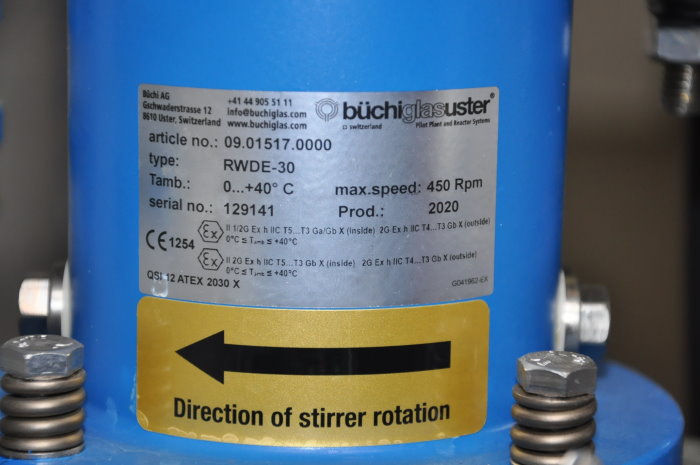 Büchi AG
Gschwaderstrasse 12
8610 Uster, Switzerland
+41 44 905 51 11
info@buchiglas.com
www.buchiglas.com
büchiglasuster®
switzerland
Pilot Plant and Reactor Systems
article no.: 09.01517.0000
type: RWDE-30
Tamb.: 0...+40° C max.speed: 450 Rpm
serial no.: 129141 Prod.: 2020
CE 1254
Ex II 1/2G Ex h IIC T5...T3 Ga/Gb X (inside) 2G Ex h IIC T4...T3 Gb X (outside)
0°C ≤ Tamb ≤ +40°C
Ex II 2G Ex h IIC T5...T3 Gb X (inside) 2G Ex h IIC T4...T3 Gb X (outside)
0°C ≤ Tamb ≤ +40°C
QSI 12 ATEX 2030 X
G041962-EX
Direction of stirrer rotation